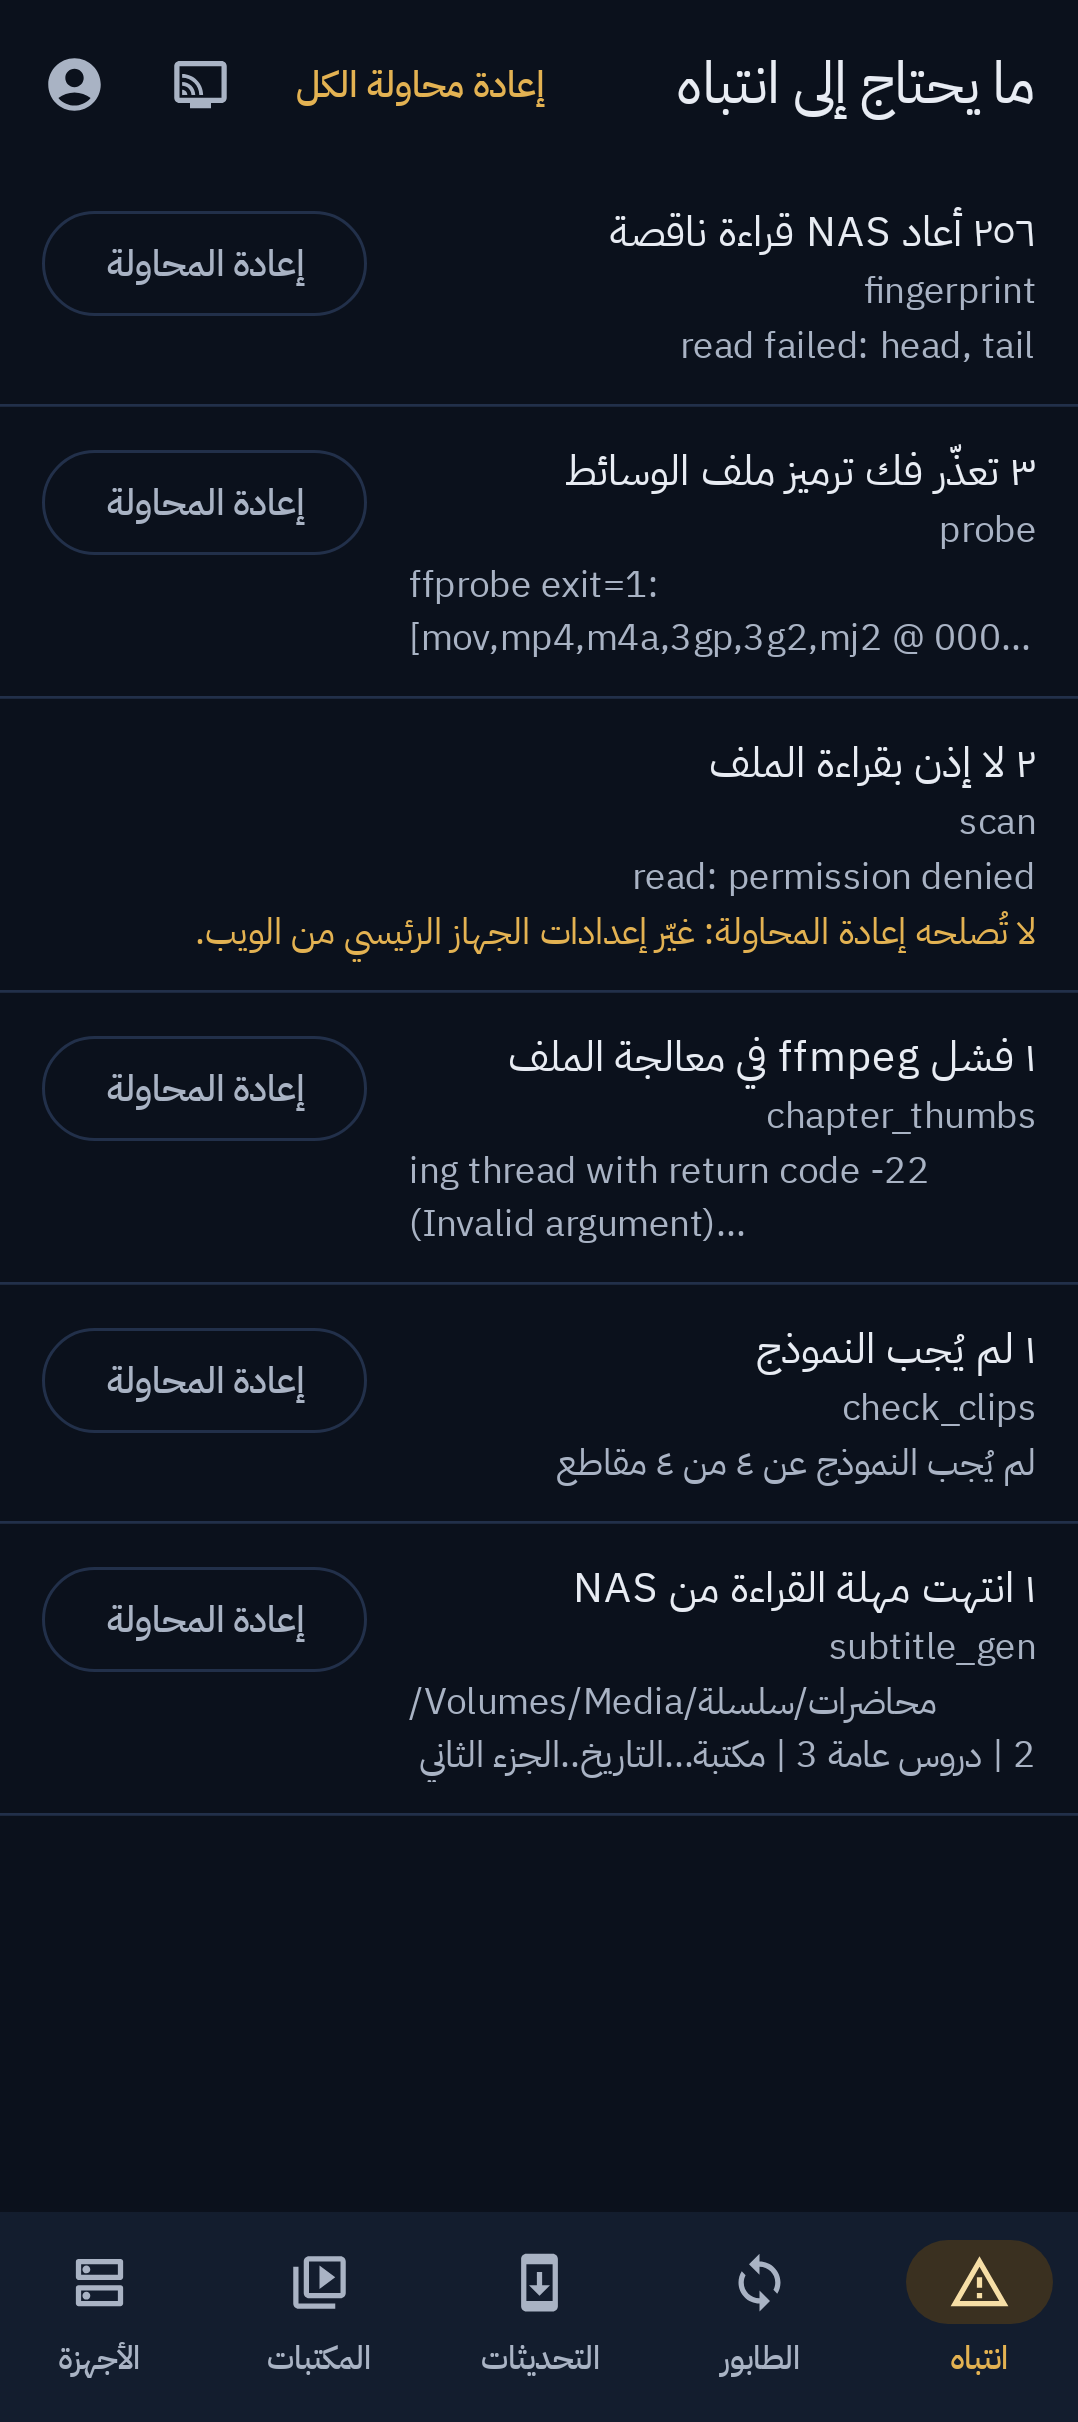 ما يحتاج إلى انتباه
إعادة محاولة الكل
٢٥٦ أعاد NAS قراءة ناقصة
fingerprint
read failed: head, tail
إعادة المحاولة
٣ تعذّر فك ترميز ملف الوسائط
probe
ffprobe exit=1:
[mov,mp4,m4a,3gp,3g2,mj2 @ 000...
إعادة المحاولة
٢ لا إذن بقراءة الملف
scan
read: permission denied
لا تُصلحه إعادة المحاولة: غيّر إعدادات الجهاز الرئيسي من الويب.
١ فشل ffmpeg في معالجة الملف
chapter_thumbs
ing thread with return code -22
(Invalid argument)...
إعادة المحاولة
١ لم يُجب النموذج
check_clips
لم يُجب النموذج عن ٤ من ٤ مقاطع
إعادة المحاولة
١ انتهت مهلة القراءة من NAS
subtitle_gen
/Volumes/Media/محاضرات/سلسلة
2 | دروس عامة 3 | مكتبة...التاريخ..الجزء الثاني
إعادة المحاولة
انتباه
الطابور
التحديثات
المكتبات
الأجهزة